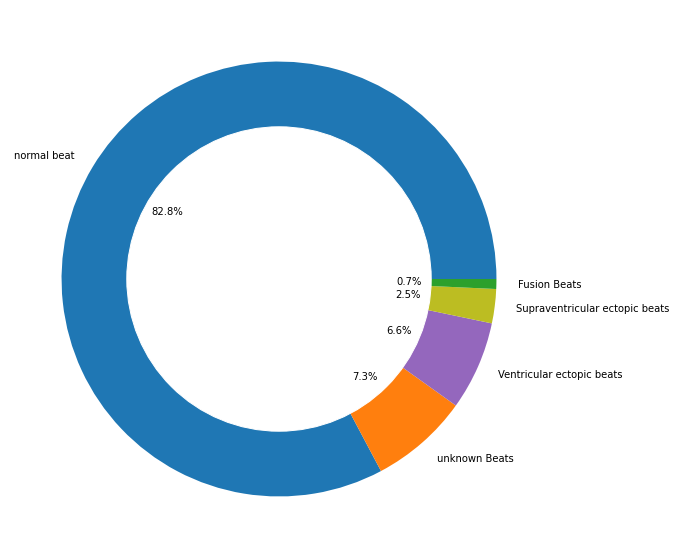 normal beat
82.8%
0.7%
Fusion Beats
2.5%
Supraventricular ectopic beats
6.6%
Ventricular ectopic beats
7.3%
unknown Beats